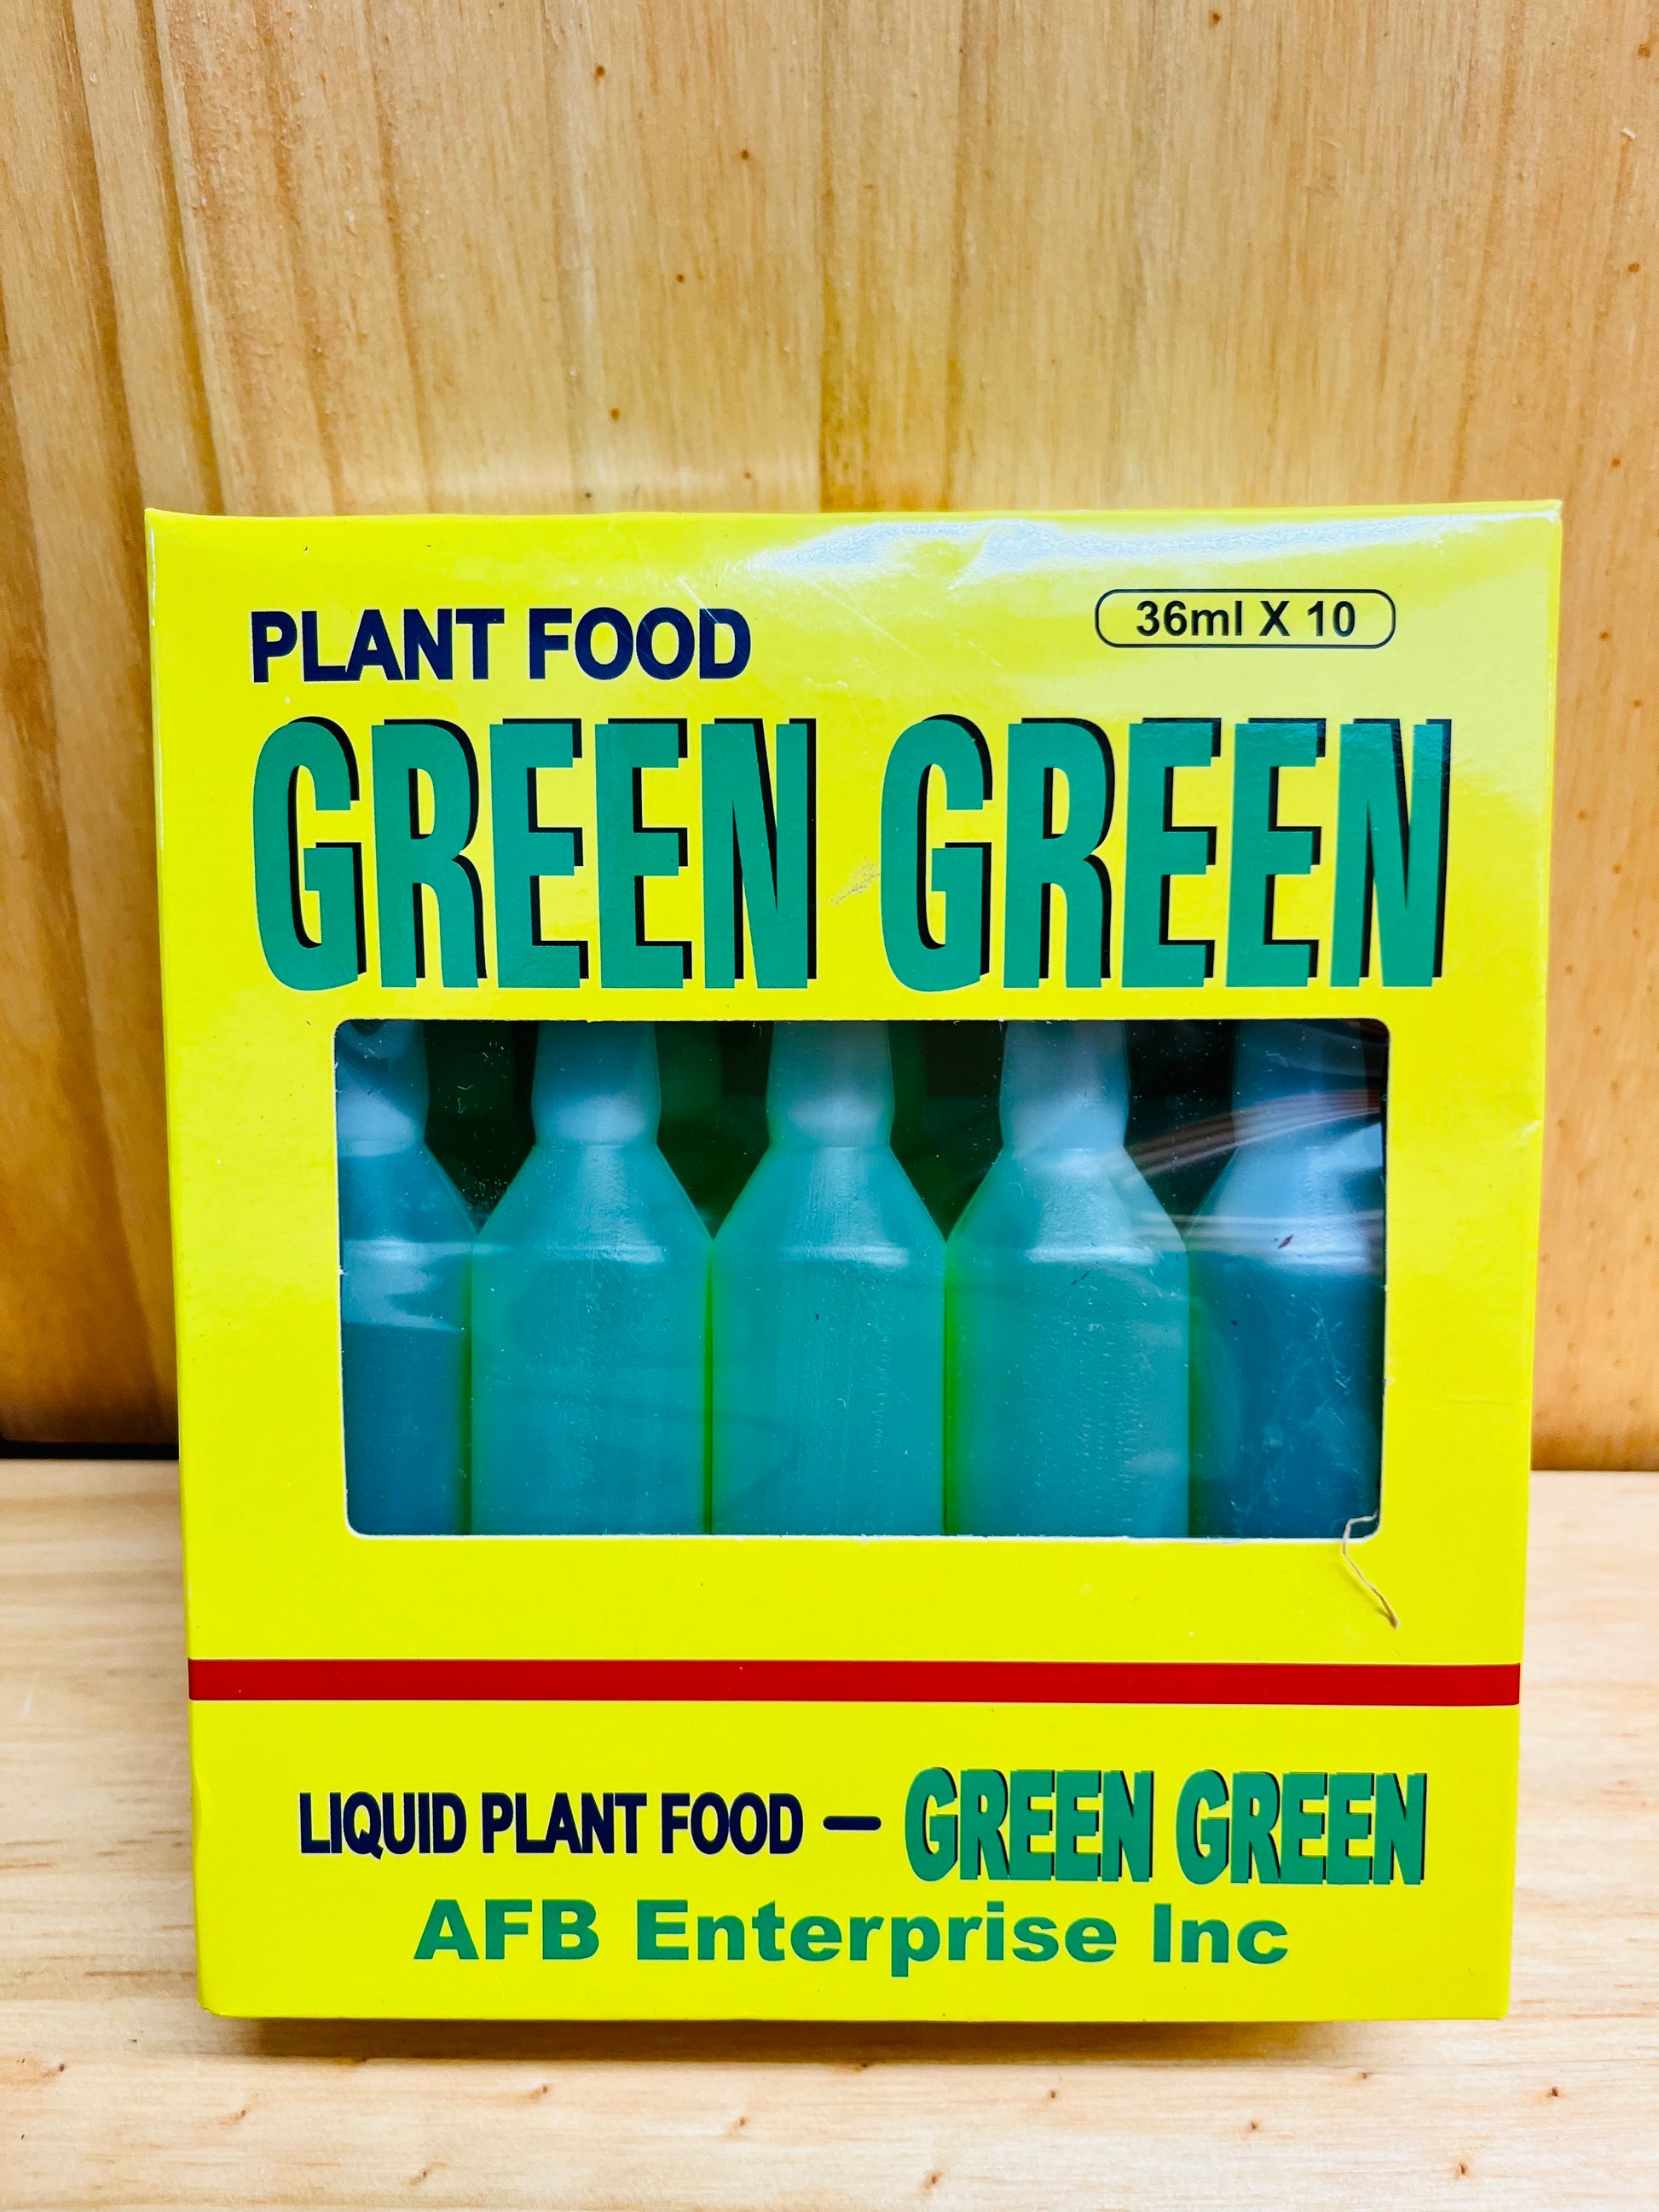 PLANT FOOD
36ml X 10
GREEN GREEN
LIQUID PLANT FOOD — GREEN GREEN
AFB Enterprise Inc